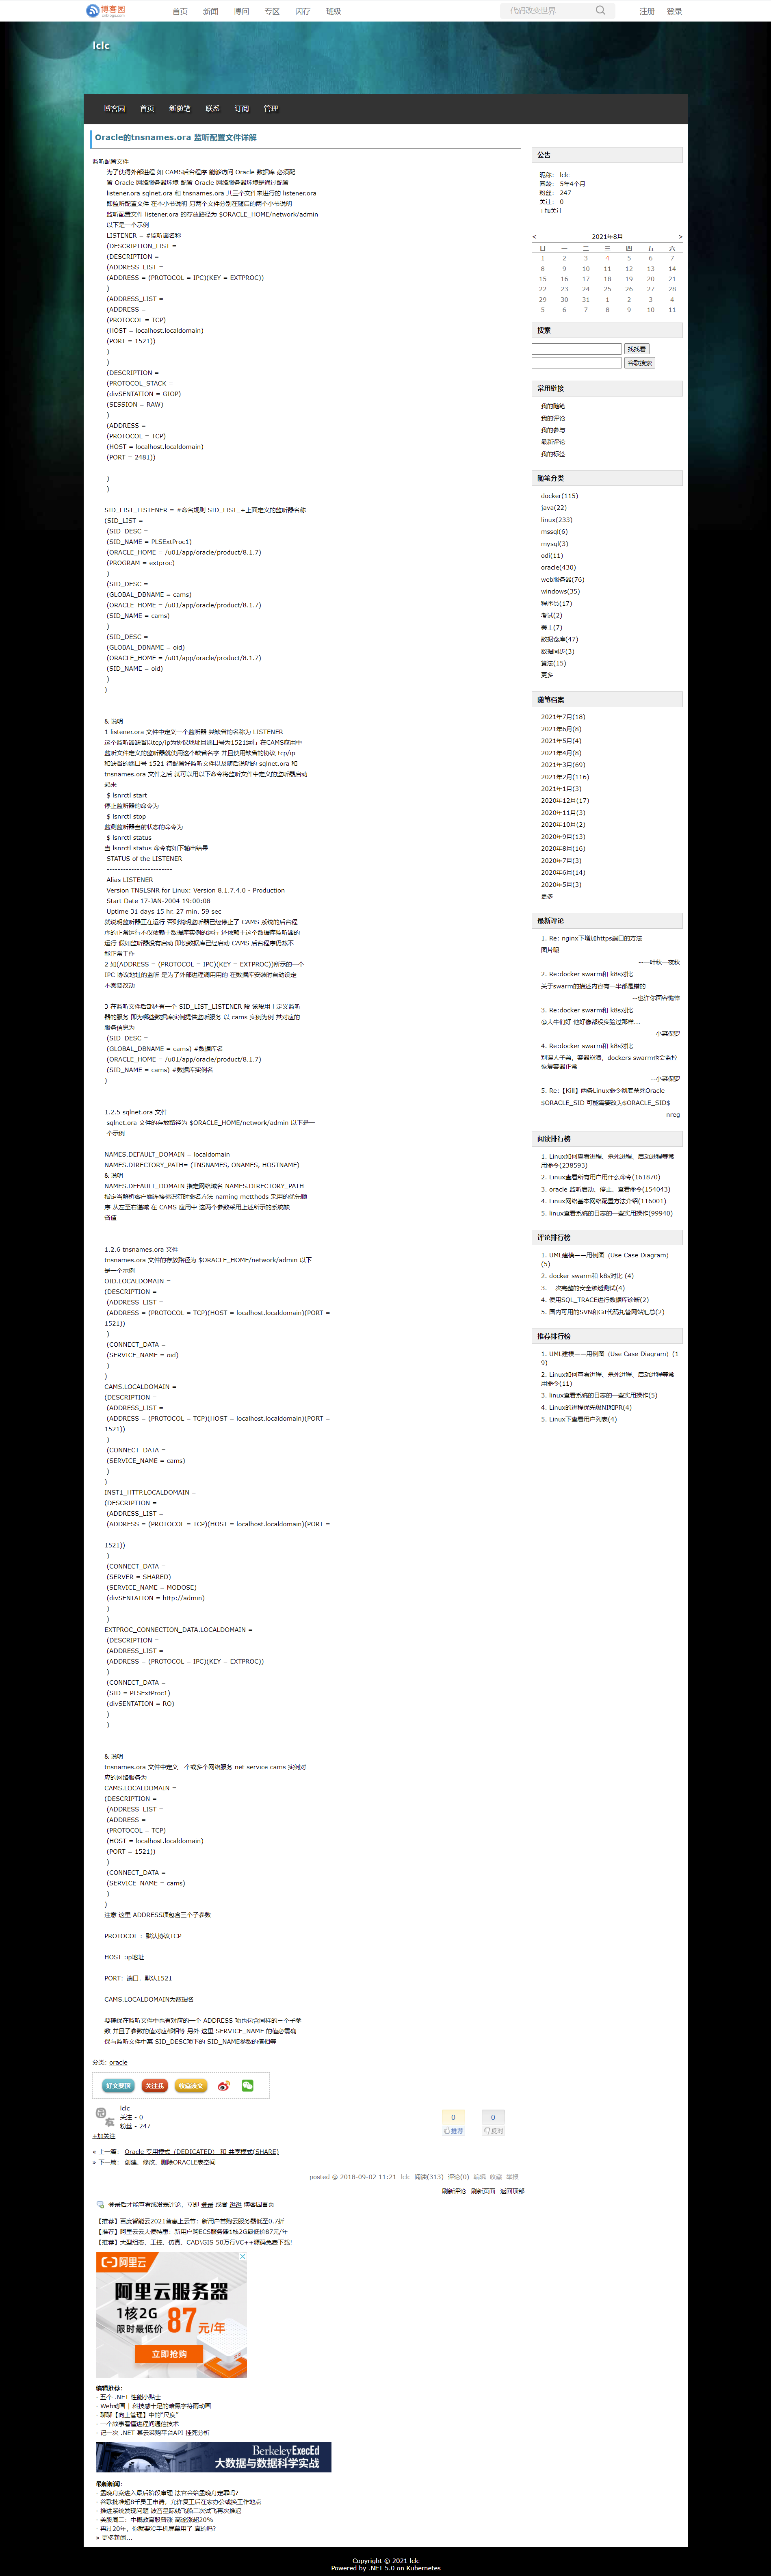 博客园
首页 新闻 博问 专区 闪存 班级
代码改变世界
注册 登录
lclc
博客园 首页 新随笔 联系 订阅 管理
Oracle的tnsnames.ora 监听配置文件详解
监听配置文件
为了使得外部进程 如 CAMS后台程序 能够访问 Oracle 数据库 必须配
置 Oracle 网络服务器环境 配置 Oracle 网络服务器环境是通过配置
listener.ora sqlnet.ora 和 tnsnames.ora 共三个文件来进行的 listener.ora
即监听配置文件 在本小节说明 另两个文件分别在随后的两个小节说明
监听配置文件 listener.ora 的存放路径为 $ORACLE_HOME/network/admin
以下是一个示例
LISTENER = #监听器名称
(DESCRIPTION_LIST =
(DESCRIPTION =
(ADDRESS_LIST =
(ADDRESS = (PROTOCOL = IPC)(KEY = EXTPROC))
)
(ADDRESS_LIST =
(ADDRESS =
(PROTOCOL = TCP)
(HOST = localhost.localdomain)
(PORT = 1521))
)
)
(DESCRIPTION =
(PROTOCOL_STACK =
(divSENTATION = GIOP)
(SESSION = RAW)
)
(ADDRESS =
(PROTOCOL = TCP)
(HOST = localhost.localdomain)
(PORT = 2481))
)
)
SID_LIST_LISTENER = #命名规则 SID_LIST_+上面定义的监听器名称
(SID_LIST =
(SID_DESC =
(SID_NAME = PLSExtProc1)
(ORACLE_HOME = /u01/app/oracle/product/8.1.7)
(PROGRAM = extproc)
)
(SID_DESC =
(GLOBAL_DBNAME = cams)
(ORACLE_HOME = /u01/app/oracle/product/8.1.7)
(SID_NAME = cams)
)
(SID_DESC =
(GLOBAL_DBNAME = oid)
(ORACLE_HOME = /u01/app/oracle/product/8.1.7)
(SID_NAME = oid)
)
)
& 说明
1 listener.ora 文件中定义一个监听器 其缺省的名称为 LISTENER
这个监听器缺省以tcp/ip为协议地址且端口号为1521运行 在CAMS应用中
监听文件定义的监听器就使用这个缺省名字 并且使用缺省的协议 tcp/ip
和缺省的端口号 1521 待配置好监听文件以及随后说明的 sqlnet.ora 和
tnsnames.ora 文件之后 就可以用以下命令将监听文件中定义的监听器启动
起来
$ lsnrctl start
停止监听器的命令为
$ lsnrctl stop
监测监听器当前状态的命令为
$ lsnrctl status
当 lsnrctl status 命令有如下输出结果
STATUS of the LISTENER
------------------------
Alias LISTENER
Version TNSLSNR for Linux: Version 8.1.7.4.0 - Production
Start Date 17-JAN-2004 19:00:08
Uptime 31 days 15 hr. 27 min. 59 sec
就说明监听器正在运行 否则说明监听器已经停止了 CAMS 系统的后台程
序的正常运行不仅依赖于数据库实例的运行 还依赖于这个数据库监听器的
运行 假如监听器没有启动 即使数据库已经启动 CAMS 后台程序仍然不
能正常工作
2 如(ADDRESS = (PROTOCOL = IPC)(KEY = EXTPROC))所示的一个
IPC 协议地址的监听 是为了外部进程调用用的 在数据库安装时自动设定
不需要改动
3 在监听文件后部还有一个 SID_LIST_LISTENER 段 该段用于定义监听
器的服务 即为哪些数据库实例提供监听服务 以 cams 实例为例 其对应的
服务信息为
(SID_DESC =
(GLOBAL_DBNAME = cams) #数据库名
(ORACLE_HOME = /u01/app/oracle/product/8.1.7)
(SID_NAME = cams) #数据库实例名
)
1.2.5 sqlnet.ora 文件
sqlnet.ora 文件的存放路径为 $ORACLE_HOME/network/admin 以下是一
个示例
NAMES.DEFAULT_DOMAIN = localdomain
NAMES.DIRECTORY_PATH= (TNSNAMES, ONAMES, HOSTNAME)
& 说明
NAMES.DEFAULT_DOMAIN 指定网络域名 NAMES.DIRECTORY_PATH
指定当解析客户端连接标识符时命名方法 naming metthods 采用的优先顺
序 从左至右递减 在 CAMS 应用中 这两个参数采用上述所示的系统缺
省值
1.2.6 tnsnames.ora 文件
tnsnames.ora 文件的存放路径为 $ORACLE_HOME/network/admin 以下
是一个示例
OID.LOCALDOMAIN =
(DESCRIPTION =
(ADDRESS_LIST =
(ADDRESS = (PROTOCOL = TCP)(HOST = localhost.localdomain)(PORT =
1521))
)
(CONNECT_DATA =
(SERVICE_NAME = oid)
)
)
CAMS.LOCALDOMAIN =
(DESCRIPTION =
(ADDRESS_LIST =
(ADDRESS = (PROTOCOL = TCP)(HOST = localhost.localdomain)(PORT =
1521))
)
(CONNECT_DATA =
(SERVICE_NAME = cams)
)
)
INST1_HTTP.LOCALDOMAIN =
(DESCRIPTION =
(ADDRESS_LIST =
(ADDRESS = (PROTOCOL = TCP)(HOST = localhost.localdomain)(PORT =
1521))
)
(CONNECT_DATA =
(SERVER = SHARED)
(SERVICE_NAME = MODOSE)
(divSENTATION = http://admin)
)
)
EXTPROC_CONNECTION_DATA.LOCALDOMAIN =
(DESCRIPTION =
(ADDRESS_LIST =
(ADDRESS = (PROTOCOL = IPC)(KEY = EXTPROC))
)
(CONNECT_DATA =
(SID = PLSExtProc1)
(divSENTATION = RO)
)
)
& 说明
tnsnames.ora 文件中定义一个或多个网络服务 net service cams 实例对
应的网络服务为
CAMS.LOCALDOMAIN =
(DESCRIPTION =
(ADDRESS_LIST =
(ADDRESS =
(PROTOCOL = TCP)
(HOST = localhost.localdomain)
(PORT = 1521))
)
(CONNECT_DATA =
(SERVICE_NAME = cams)
)
)
注意 这里 ADDRESS项包含三个子参数
PROTOCOL : 默认协议TCP
HOST :ip地址
PORT: 端口, 默认1521
CAMS.LOCALDOMAIN为数据名
要确保在监听文件中也有对应的一个 ADDRESS 项也包含同样的三个子参
数 并且子参数的值对应都相等 另外 这里 SERVICE_NAME 的值必需确
保与监听文件中某 SID_DESC项下的 SID_NAME参数的值相等
分类: oracle
好文要顶 关注我 收藏该文
lclc
关注 - 0
粉丝 - 247
+加关注
0 0
推荐 反对
« 上一篇: Oracle 专用模式（DEDICATED） 和 共享模式(SHARE)
» 下一篇: 创建、修改、删除ORACLE表空间
posted @ 2018-09-02 11:21 lclc 阅读(313) 评论(0) 编辑 收藏 举报
刷新评论 刷新页面 返回顶部
登录后才能查看或发表评论，立即 登录 或者 逛逛 博客园首页
【推荐】百度智能云2021普惠上云节：新用户首购云服务器低至0.7折
【推荐】阿里云云大使特惠：新用户购ECS服务器1核2G最低价87元/年
【推荐】大型组态、工控、仿真、CAD\GIS 50万行VC++源码免费下载!
阿里云
阿里云服务器
1核2G
限时最低价 87元/年
立即抢购
编辑推荐：
· 五个 .NET 性能小贴士
· Web动画 | 科技感十足的暗黑字符雨动画
· 聊聊【向上管理】中的"尺度"
· 一个故事看懂进程间通信技术
· 记一次 .NET 某云采购平台API 挂死分析
Berkeley ExecEd
大数据与数据科学实战
最新新闻：
· 孟晚舟案进入最后阶段审理 法官会给孟晚舟定罪吗？
· 谷歌批准超8千员工申请，允许复工后在家办公或换工作地点
· 推进系统发现问题 波音星际线飞船二次试飞再次推迟
· 美股周二：中概教育股普涨 高途涨超20%
· 再过20年，你就要没手机屏幕用了 真的吗？
» 更多新闻...
公告
昵称： lclc
园龄： 5年4个月
粉丝： 247
关注： 0
+加关注
< 2021年8月 >
日 一 二 三 四 五 六
1 2 3 4 5 6 7
8 9 10 11 12 13 14
15 16 17 18 19 20 21
22 23 24 25 26 27 28
29 30 31 1 2 3 4
5 6 7 8 9 10 11
搜索
找找看
谷歌搜索
常用链接
我的随笔
我的评论
我的参与
最新评论
我的标签
随笔分类
docker(115)
java(22)
linux(233)
mssql(6)
mysql(3)
odi(11)
oracle(430)
web服务器(76)
windows(35)
程序员(17)
考试(2)
美工(7)
数据仓库(47)
数据同步(3)
算法(15)
更多
随笔档案
2021年7月(18)
2021年6月(8)
2021年5月(4)
2021年4月(8)
2021年3月(69)
2021年2月(116)
2021年1月(3)
2020年12月(17)
2020年11月(3)
2020年10月(2)
2020年9月(13)
2020年8月(16)
2020年7月(3)
2020年6月(14)
2020年5月(3)
更多
最新评论
1. Re: nginx下增加https端口的方法
图片呢
--一叶秋一夜秋
2. Re:docker swarm和 k8s对比
关于swarm的描述内容有一半都是错的
--也许你面容憔悴
3. Re:docker swarm和 k8s对比
@大牛们好 他好像都没实验过那样...
--小菜保罗
4. Re:docker swarm和 k8s对比
别误人子弟，容器崩溃，dockers swarm也会监控
恢复容器正常
--小菜保罗
5. Re:【Kill】两条Linux命令彻底杀死Oracle
$ORACLE_SID 可能需要改为$ORACLE_SID$
--nreg
阅读排行榜
1. Linux如何查看进程、杀死进程、启动进程等常
用命令(238593)
2. Linux查看所有用户用什么命令(161870)
3. oracle 监听启动、停止、查看命令(154043)
4. Linux网络基本网络配置方法介绍(116001)
5. linux查看系统的日志的一些实用操作(99940)
评论排行榜
1. UML建模——用例图（Use Case Diagram）
(5)
2. docker swarm和 k8s对比 (4)
3. 一次完整的安全渗透测试(4)
4. 使用SQL_TRACE进行数据库诊断(2)
5. 国内可用的SVN和Git代码托管网站汇总(2)
推荐排行榜
1. UML建模——用例图（Use Case Diagram）(1
9)
2. Linux如何查看进程、杀死进程、启动进程等常
用命令(11)
3. linux查看系统的日志的一些实用操作(5)
4. Linux的进程优先级NI和PR(4)
5. Linux下查看用户列表(4)
Copyright © 2021 lclc
Powered by .NET 5.0 on Kubernetes